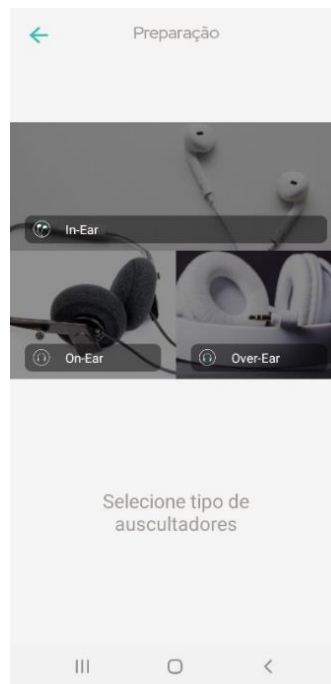 Preparação
In-Ear
On-Ear
Over-Ear
Selecione tipo de
auscultadores